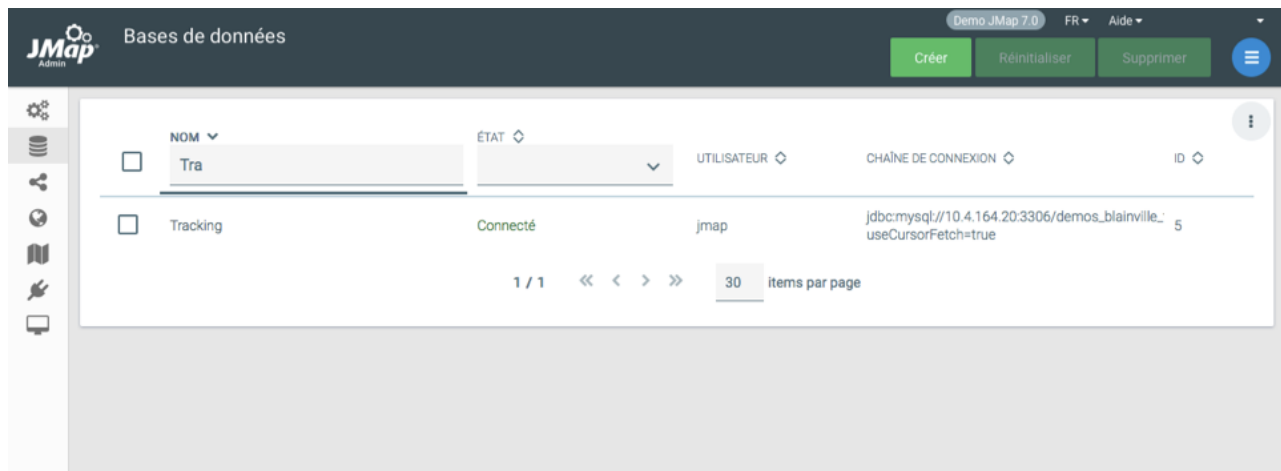 Demo JMap 7.0 FR Aide
JMap
Admin
Bases de données
Créer Réinitialiser Supprimer
NOM ÉTAT
Tra UTILISATEUR CHAÎNE DE CONNEXION ID
Tracking Connecté jmap jdbc:mysql://10.4.164.20:3306/demos_blainville_ 5
useCursorFetch=true
1 / 1 30 items par page